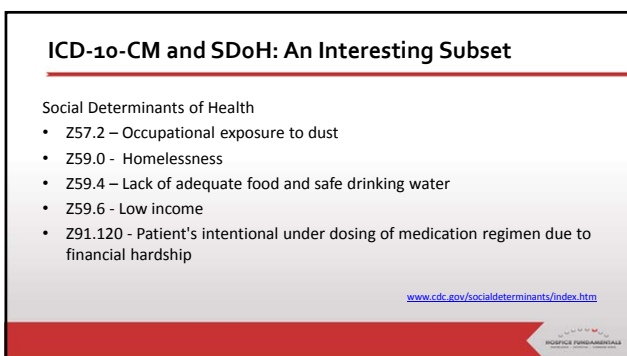 ICD-10-CM and SDoH: An Interesting Subset
Social Determinants of Health
• Z57.2 – Occupational exposure to dust
• Z59.0 - Homelessness
• Z59.4 – Lack of adequate food and safe drinking water
• Z59.6 - Low income
• Z91.120 - Patient's intentional under dosing of medication regimen due to
financial hardship
www.cdc.gov/socialdeterminants/index.htm
HOSPICE FUNDAMENTALS